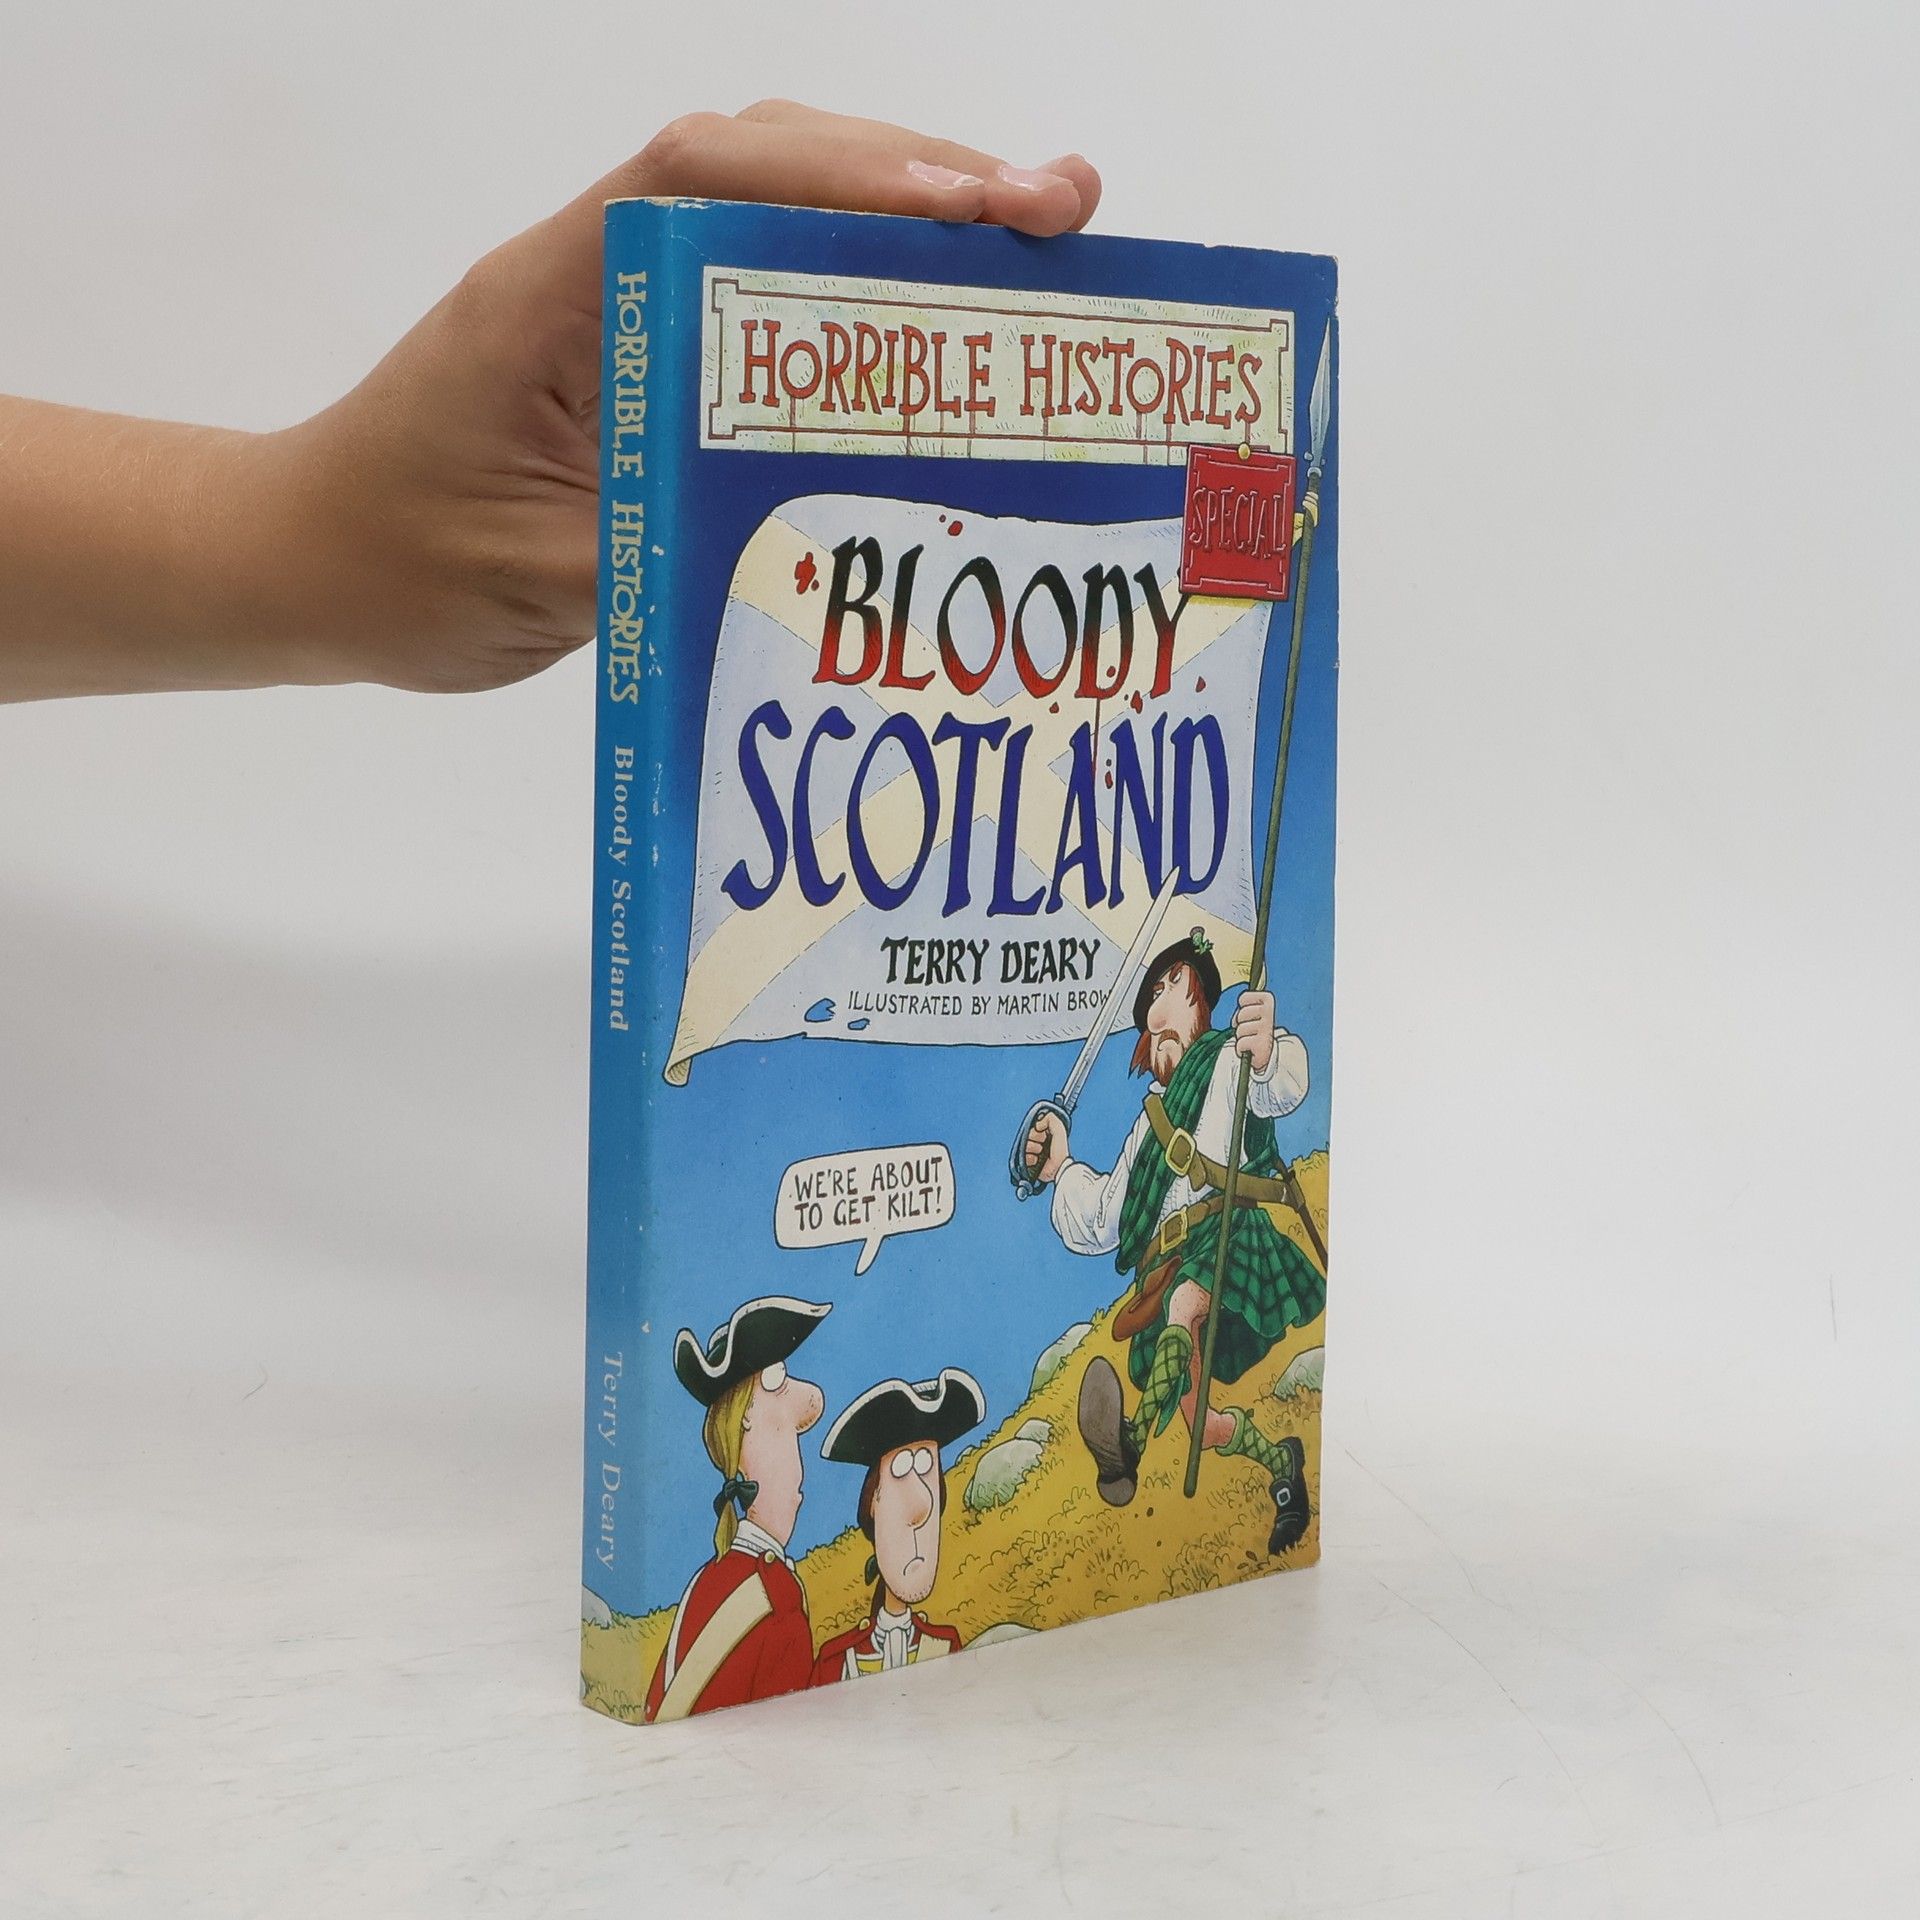 HORRIBLE HISTORIES Bloody Scotland Terry Deary
HORRIBLE HISTORIES
SPECIAL
BLOODY
SCOTLAND
TERRY DEARY
ILLUSTRATED BY MARTIN BROW
WE'RE ABOUT
TO GET KILT!